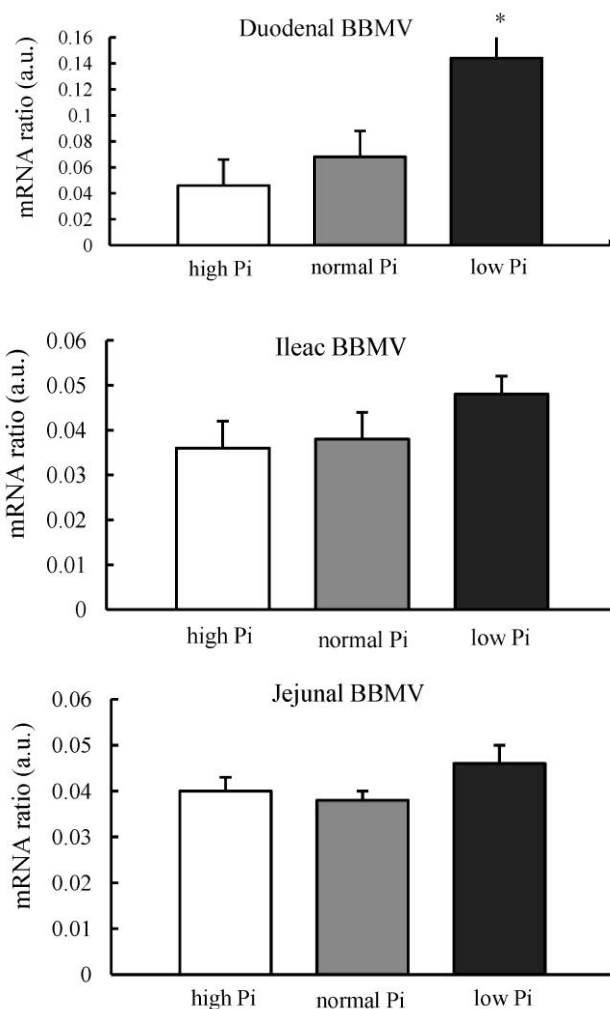 Duodenal BBMV
*
mRNA ratio (a.u.)
0.16
0.14
0.12
0.1
0.08
0.06
0.04
0.02
0
high Pi normal Pi low Pi
Ileac BBMV
mRNA ratio (a.u.)
0.06
0.05
0.04
0.03
0.02
0.01
0
high Pi normal Pi low Pi
Jejunal BBMV
mRNA ratio (a.u.)
0.06
0.05
0.04
0.03
0.02
0.01
0
high Pi normal Pi low Pi